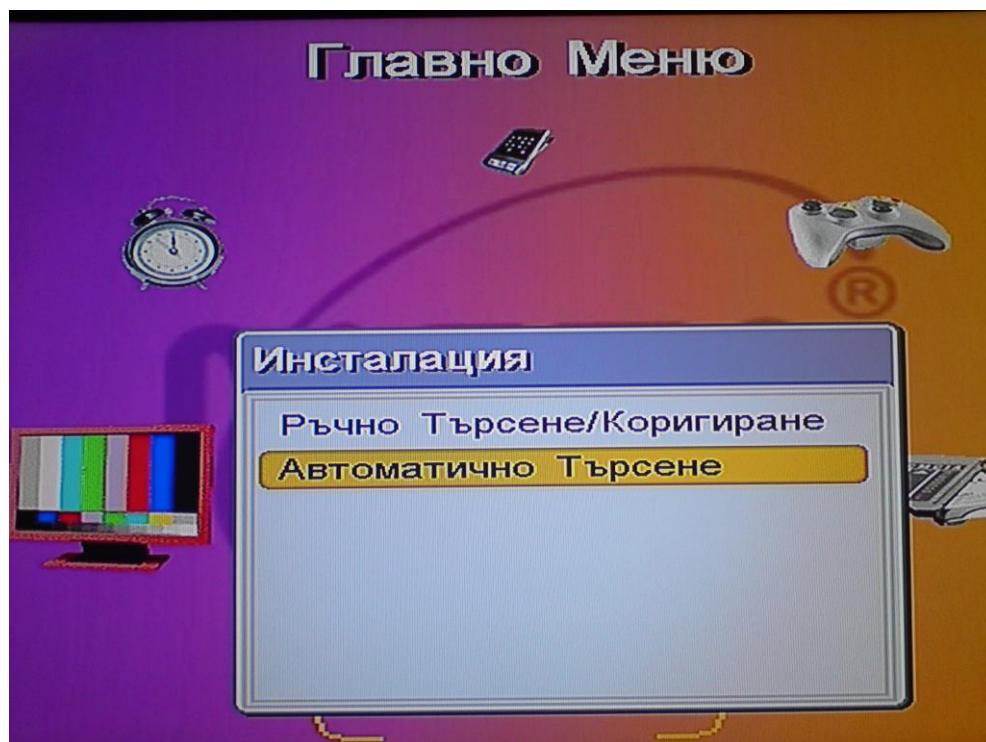 Главно Меню
®
Инсталация
Ръчно Търсене/Коригиране
Автоматично Търсене